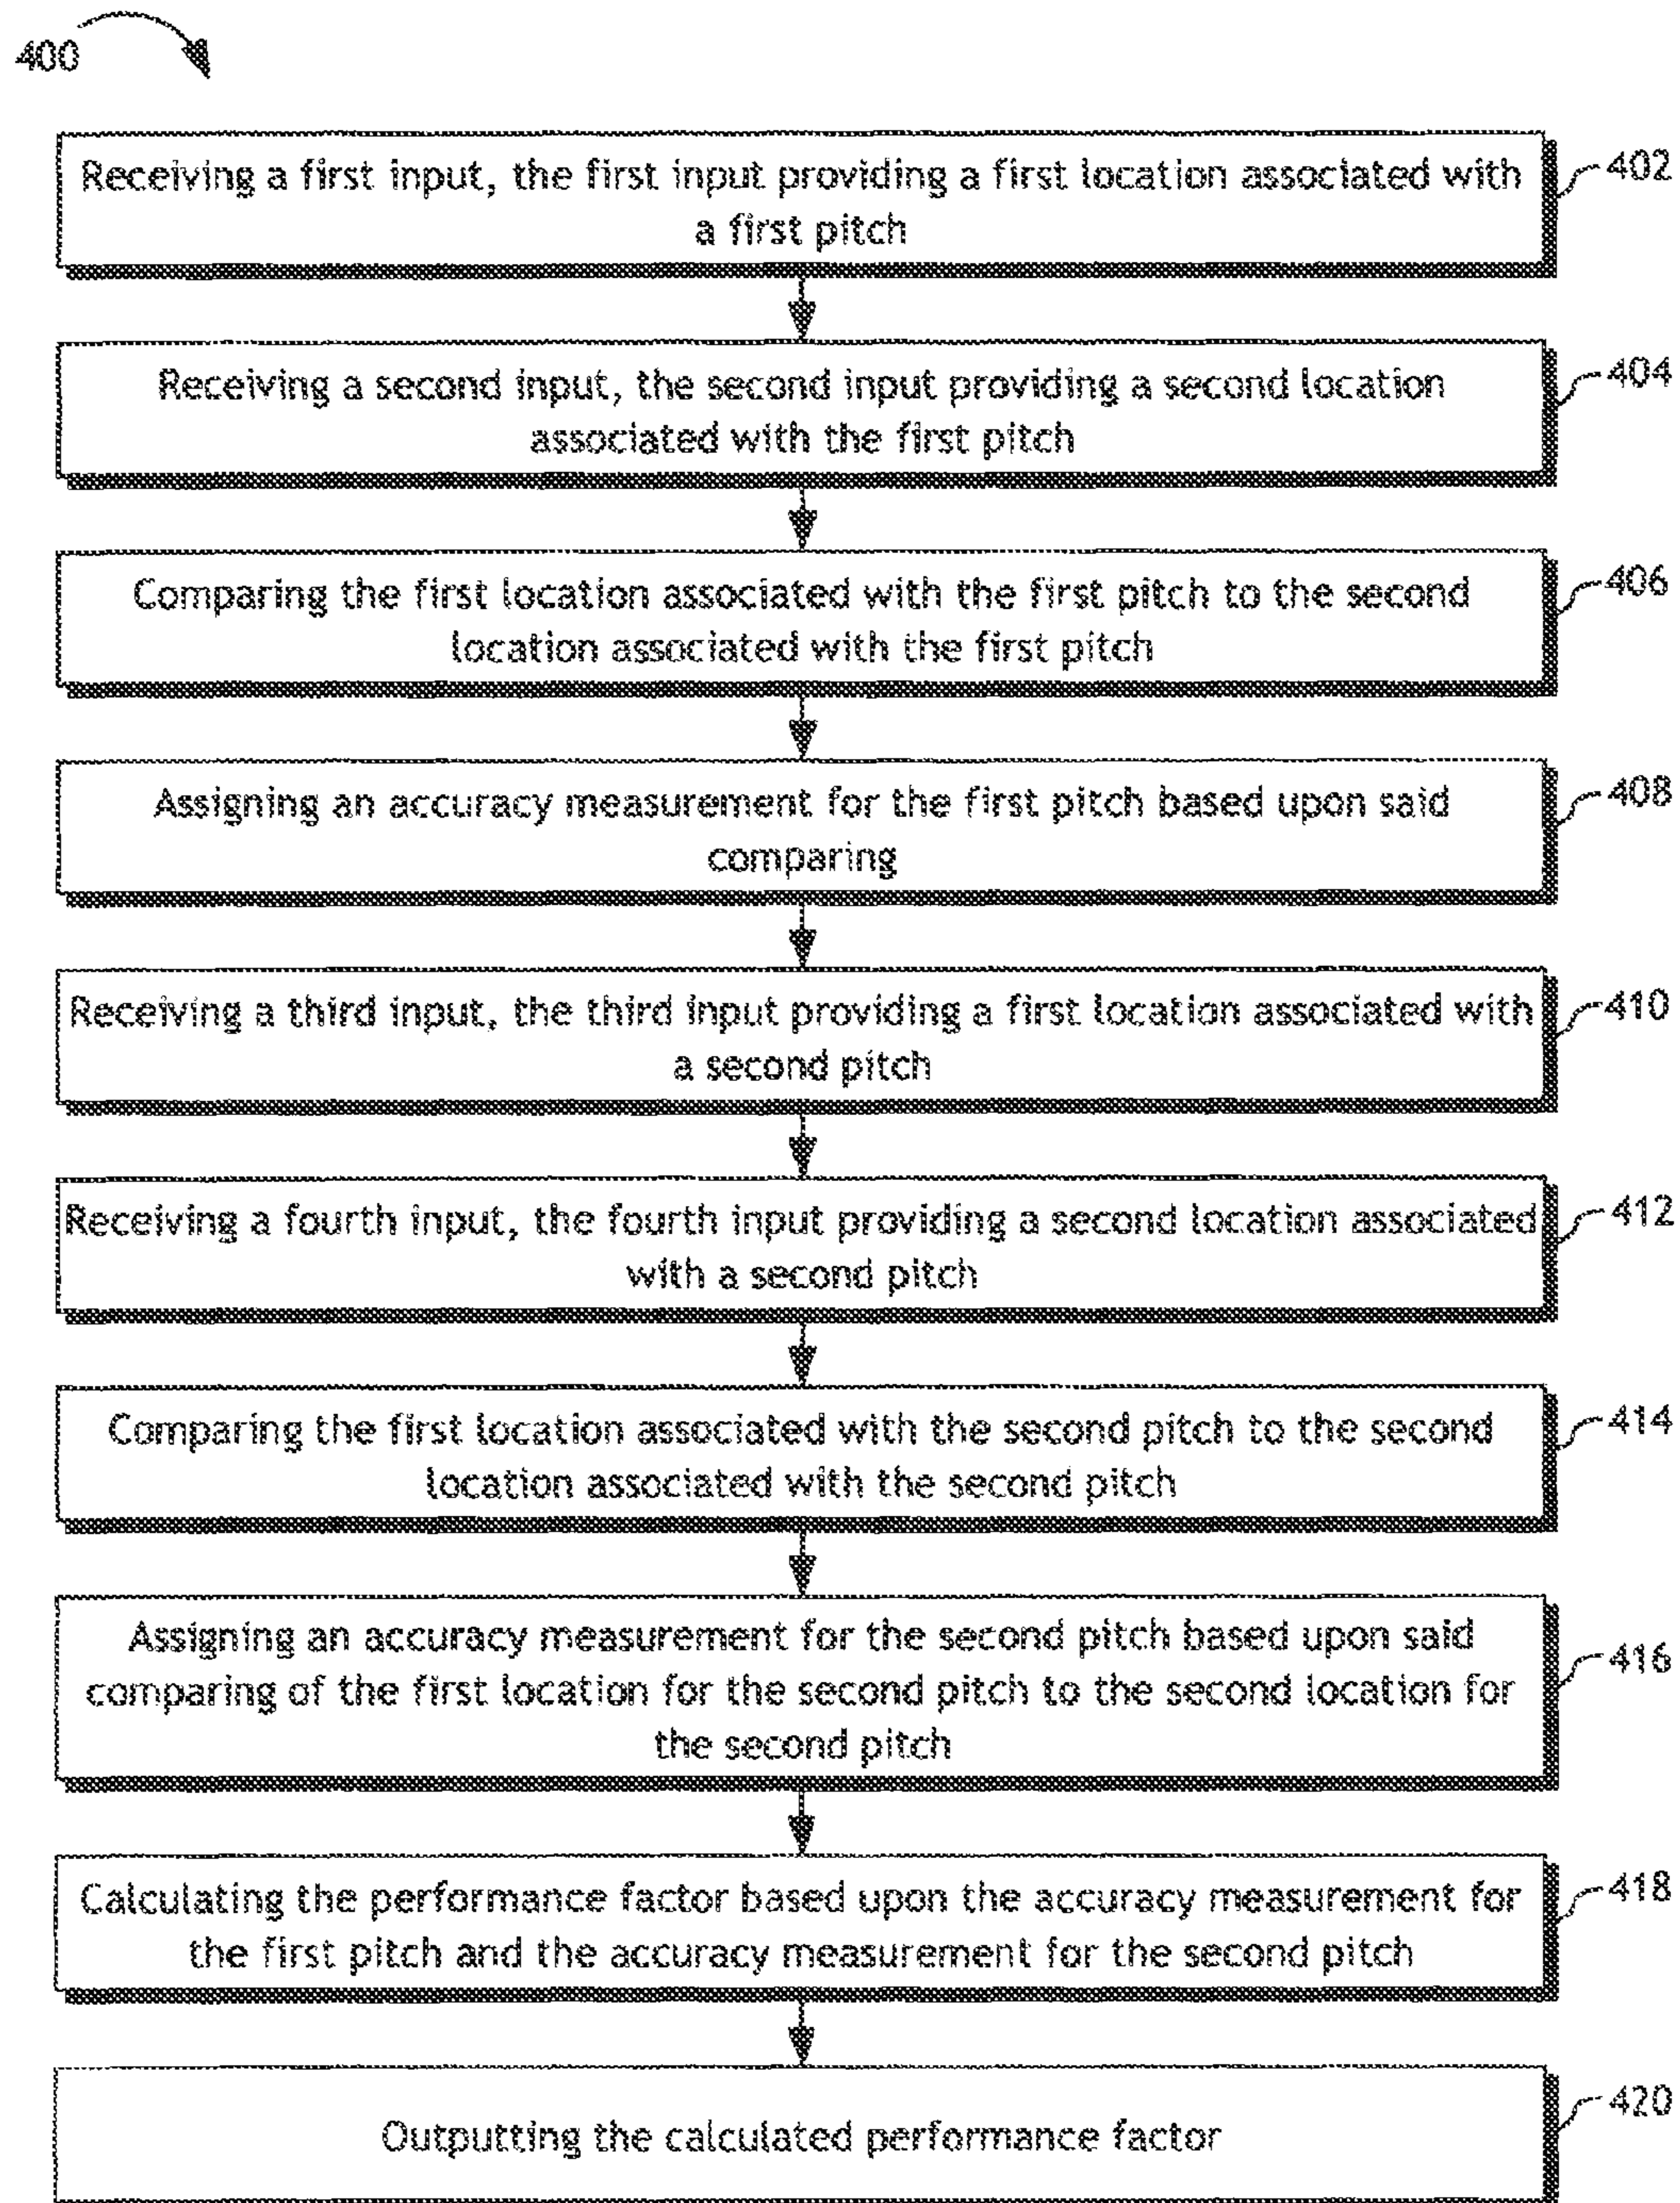 400
Receiving a first input, the first input providing a first location associated with
a first pitch
402
Receiving a second input, the second input providing a second location
associated with the first pitch
404
Comparing the first location associated with the first pitch to the second
location associated with the first pitch
406
Assigning an accuracy measurement for the first pitch based upon said
comparing
408
Receiving a third input, the third input providing a first location associated with
a second pitch
410
Receiving a fourth input, the fourth input providing a second location associated
with a second pitch
412
Comparing the first location associated with the second pitch to the second
location associated with the second pitch
414
Assigning an accuracy measurement for the second pitch based upon said
comparing of the first location for the second pitch to the second location for
the second pitch
416
Calculating the performance factor based upon the accuracy measurement for
the first pitch and the accuracy measurement for the second pitch
418
Outputting the calculated performance factor
420